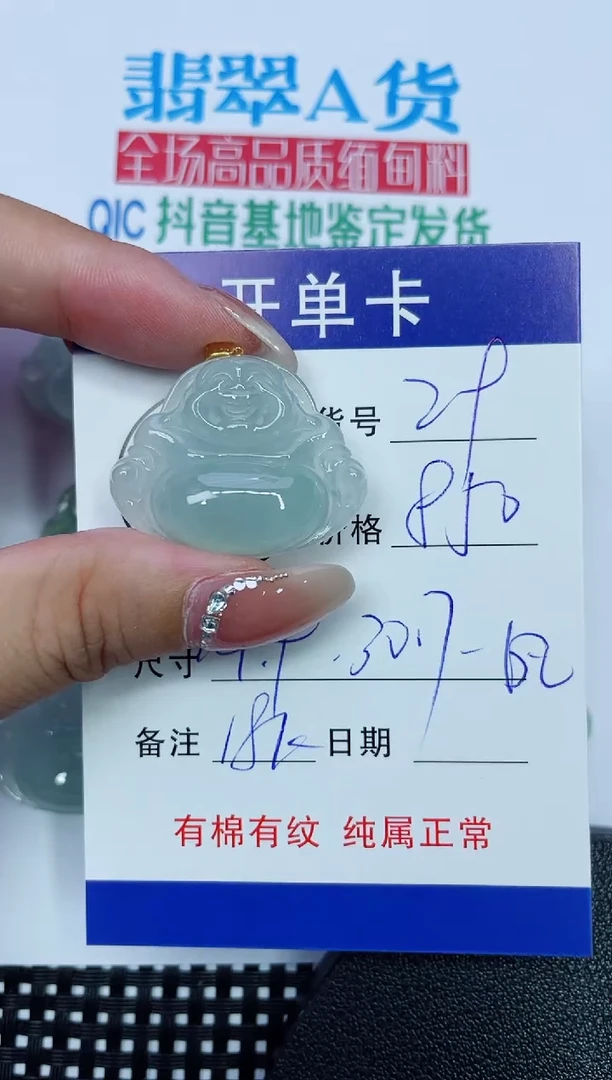 翡翠A货
全场高品质缅甸料
QIC 抖音基地鉴定发货
开单卡
货号
价格 850
尺寸
备注 18k 日期
有棉有纹 纯属正常